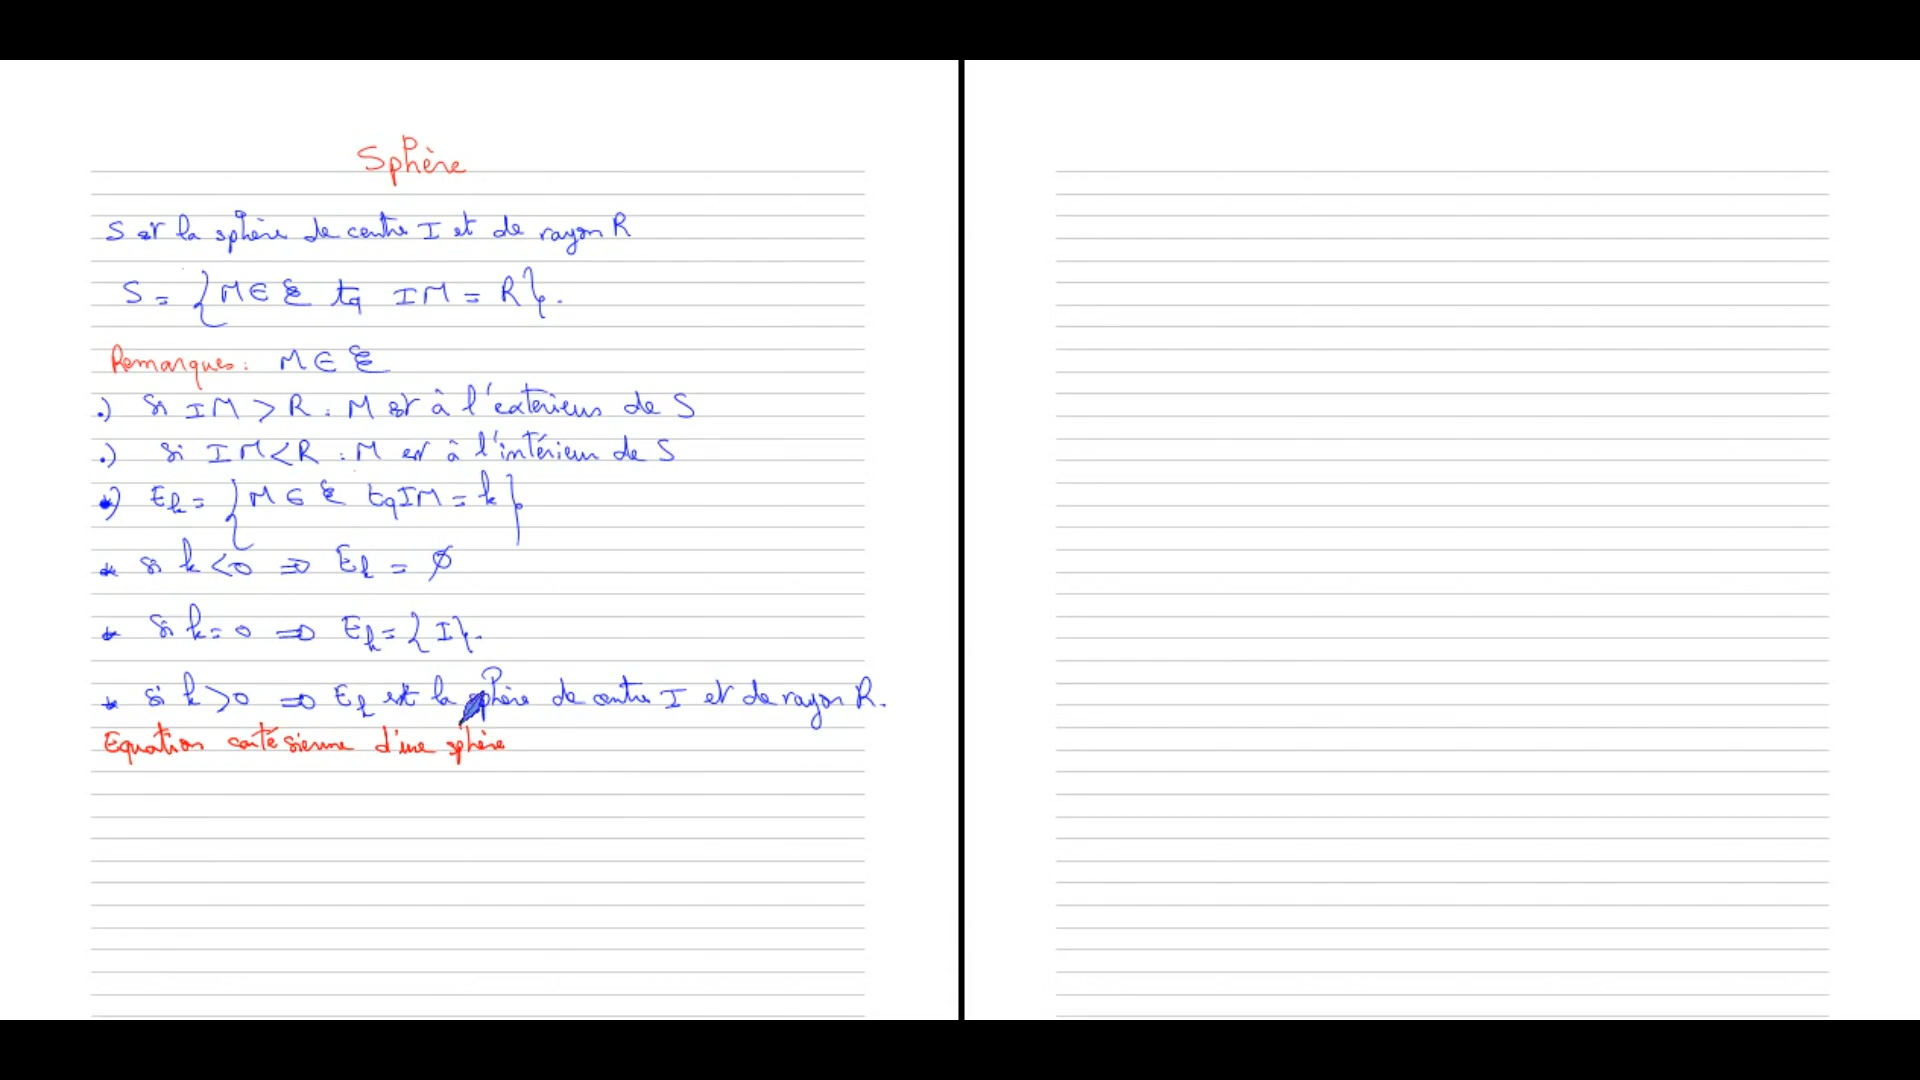 Sphère
S est la sphère de centre I et de rayon R
S = {M ∈ ℰ tq IM = R}.
Remarques : M ∈ ℰ
.) Si IM > R : M est à l'extérieur de S
.) Si IM < R : M est à l'intérieur de S
.) Ek = {M ∈ ℰ tq IM = k}
* si k < 0 ⇒ Ek = ∅
* si k = 0 ⇒ Ek = {I}.
* si k > 0 ⇒ Ek est la sphère de centre I et de rayon R.
Equation cartésienne d'une sphère